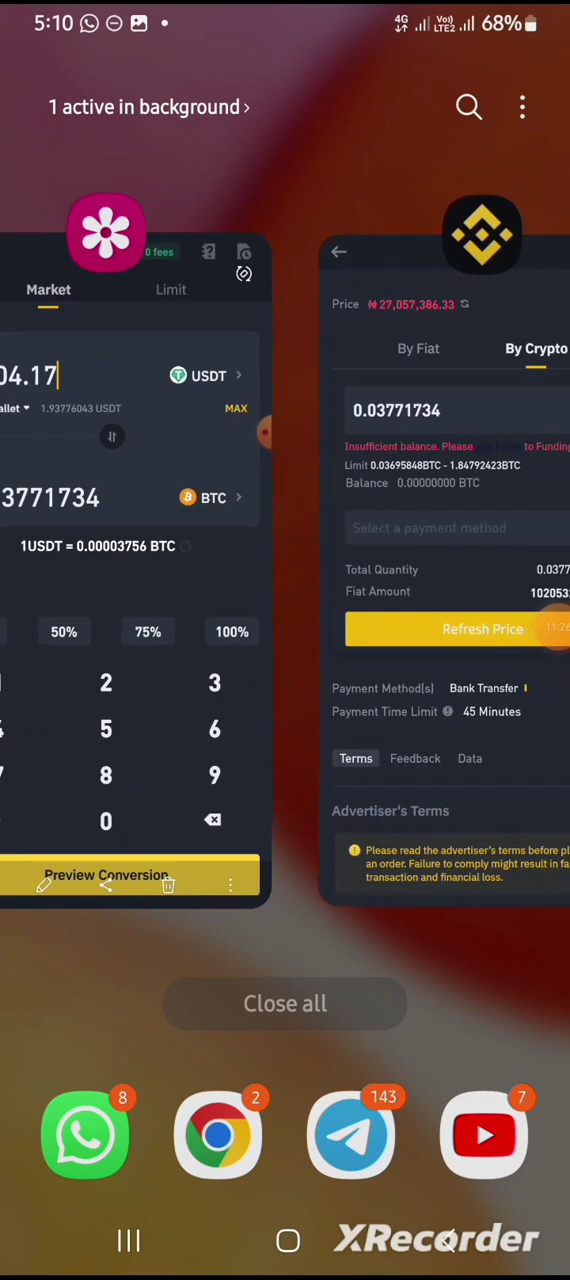 5:10
4G Vo)) LTE2 68%
1 active in background >
0 fees
Market Limit
04.17 USDT >
allet 1.93776043 USDT MAX
3771734 BTC >
1USDT = 0.00003756 BTC
50% 75% 100%
1 2 3
4 5 6
7 8 9
0
Preview Conversion
Price ₦ 27,057,386.33
By Fiat By Crypto
0.03771734
Insufficient balance. Please to Funding
Limit 0.03695848BTC - 1.84792423BTC
Balance 0.00000000 BTC
Select a payment method
Total Quantity 0.0377
Fiat Amount 102053
Refresh Price 11:26
Payment Method(s) Bank Transfer
Payment Time Limit 45 Minutes
Terms Feedback Data
Advertiser's Terms
Please read the advertiser's terms before pl
an order. Failure to comply might result in fa
transaction and financial loss.
Close all
8 2 143 7
XRecorder